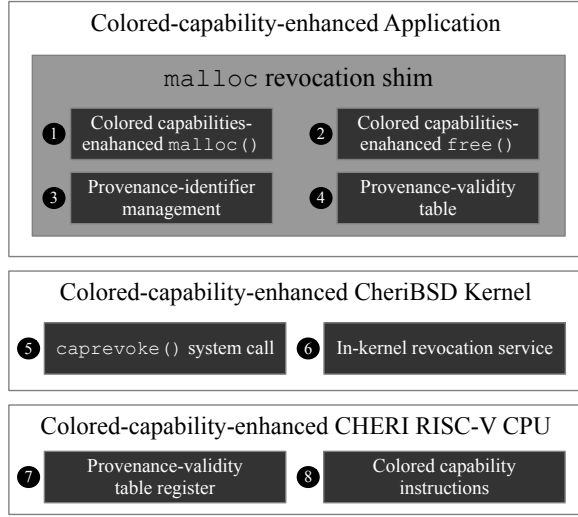 Colored-capability-enhanced Application
malloc revocation shim
1 Colored capabilities-
enahanced malloc()
2 Colored capabilities-
enahanced free()
3 Provenance-identifier
management
4 Provenance-validity
table
Colored-capability-enhanced CheriBSD Kernel
5 caprevoke() system call
6 In-kernel revocation service
Colored-capability-enhanced CHERI RISC-V CPU
7 Provenance-validity
table register
8 Colored capability
instructions